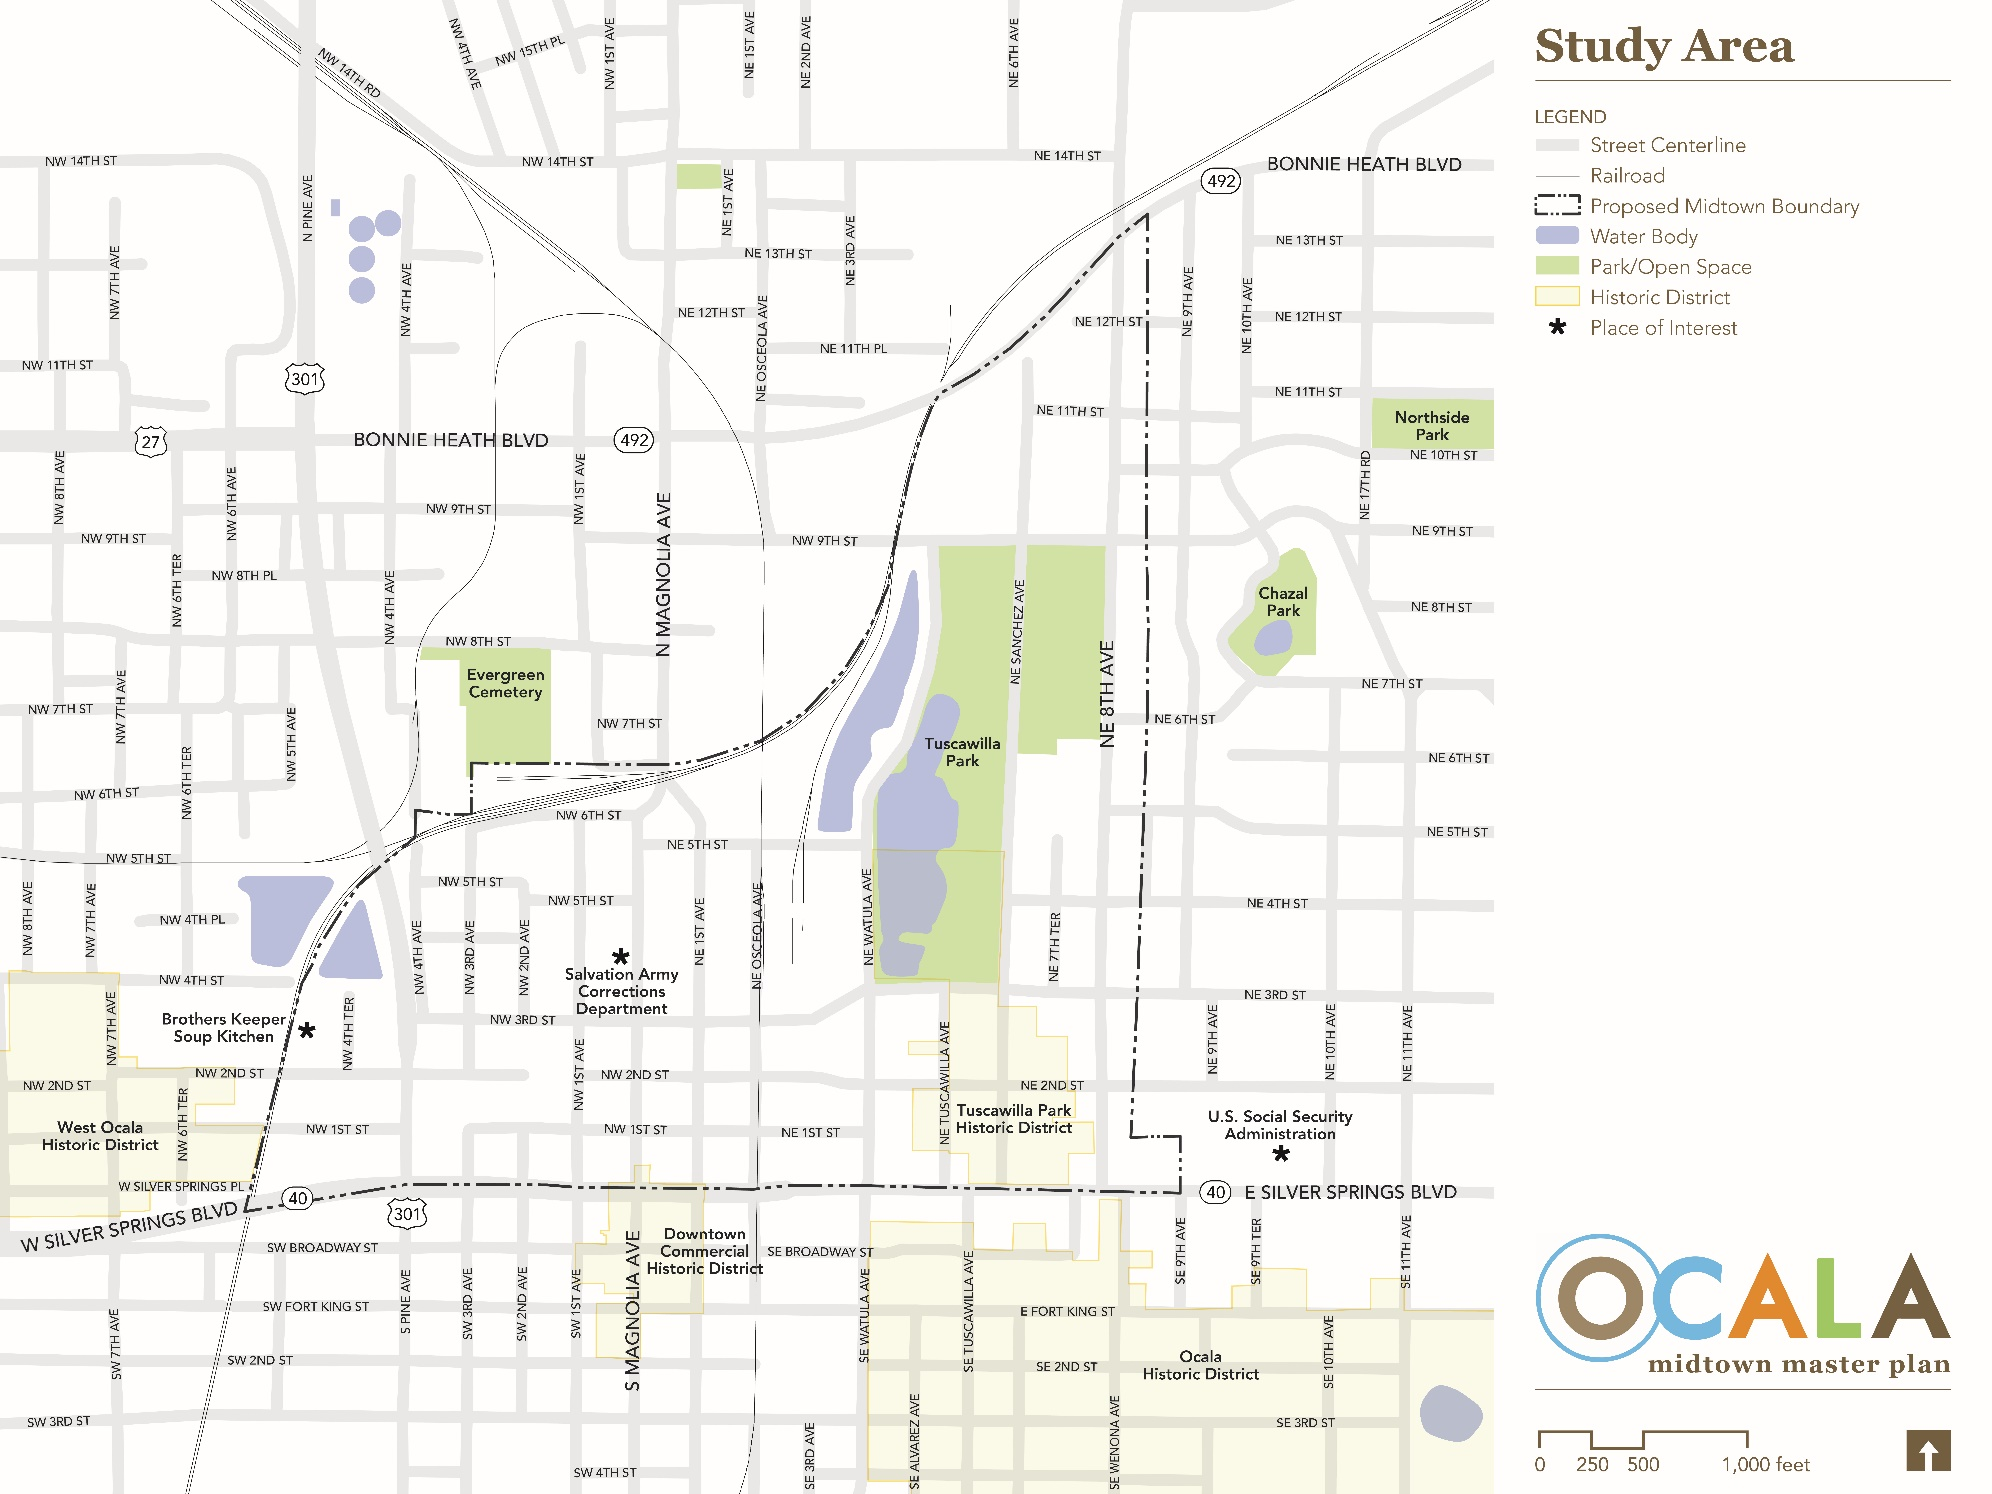 Study Area
LEGEND
Street Centerline
Railroad
Proposed Midtown Boundary
Water Body
Park/Open Space
Historic District
Place of Interest
NW 14TH RD
NW 4TH AVE
NW 15TH PL
NW 1ST AVE
NE 1ST AVE
NE 2ND AVE
NE 6TH AVE
NW 14TH ST
NW 14TH ST
NE 14TH ST
BONNIE HEATH BLVD
492
N PINE AVE
NE 1ST AVE
NE 3RD AVE
NE 13TH ST
NE 13TH ST
NW 7TH AVE
NW 4TH AVE
NE OSCEOLA AVE
NE 12TH ST
NE 12TH ST
NE 9TH AVE
NE 10TH AVE
NE 12TH ST
NE 11TH PL
NW 11TH ST
301
NE 11TH ST
NE 11TH ST
Northside
Park
27
BONNIE HEATH BLVD
492
NE 10TH ST
NW 8TH AVE
NW 6TH AVE
NW 1ST AVE
N MAGNOLIA AVE
NE 17TH RD
NW 9TH ST
NW 9TH ST
NW 9TH ST
NE 9TH ST
NW 6TH TER
NW 8TH PL
NW 4TH AVE
NE SANCHEZ AVE
Chazal
Park
NE 8TH ST
NW 8TH ST
Evergreen
Cemetery
NE 8TH AVE
NE 7TH ST
NW 7TH AVE
NW 7TH ST
NW 5TH AVE
NW 7TH ST
NE 6TH ST
NW 6TH TER
Tuscawilla
Park
NE 6TH ST
NW 6TH ST
NW 6TH ST
NE 5TH ST
NE 5TH ST
NW 5TH ST
NW 8TH AVE
NW 7TH AVE
NW 5TH ST
NW 5TH ST
NE 4TH ST
NW 4TH PL
NW 4TH AVE
NW 3RD AVE
NW 2ND AVE
NE 1ST AVE
NE OSCEOLA AVE
NE WATULA AVE
NE 7TH TER
NW 4TH ST
Salvation Army
Corrections
Department
NE 3RD ST
NW 7TH AVE
Brothers Keeper
Soup Kitchen
NW 4TH TER
NW 3RD ST
NW 1ST AVE
NE TUSCAWILLA AVE
NE 9TH AVE
NE 10TH AVE
NE 11TH AVE
NW 2ND ST
NW 2ND ST
NW 2ND ST
NE 2ND ST
NW 6TH TER
West Ocala
Historic District
NW 1ST ST
NW 1ST ST
NE 1ST ST
Tuscawilla Park
Historic District
U.S. Social Security
Administration
W SILVER SPRINGS PL
40
W SILVER SPRINGS BLVD
301
40
E SILVER SPRINGS BLVD
SW BROADWAY ST
Downtown
Commercial
Historic District
SE BROADWAY ST
SE 9TH AVE
SE 9TH TER
SE 11TH AVE
SW FORT KING ST
S PINE AVE
SW 3RD AVE
SW 2ND AVE
SW 1ST AVE
S MAGNOLIA AVE
SE WATULA AVE
SE TUSCAWILLA AVE
E FORT KING ST
SW 7TH AVE
SW 2ND ST
SE 2ND ST
Ocala
Historic District
SE 10TH AVE
SW 3RD ST
SE 3RD AVE
SE ALVAREZ AVE
SE WENONA AVE
SE 3RD ST
NW 4TH ST
OCALA
midtown master plan
0 250 500 1,000 feet